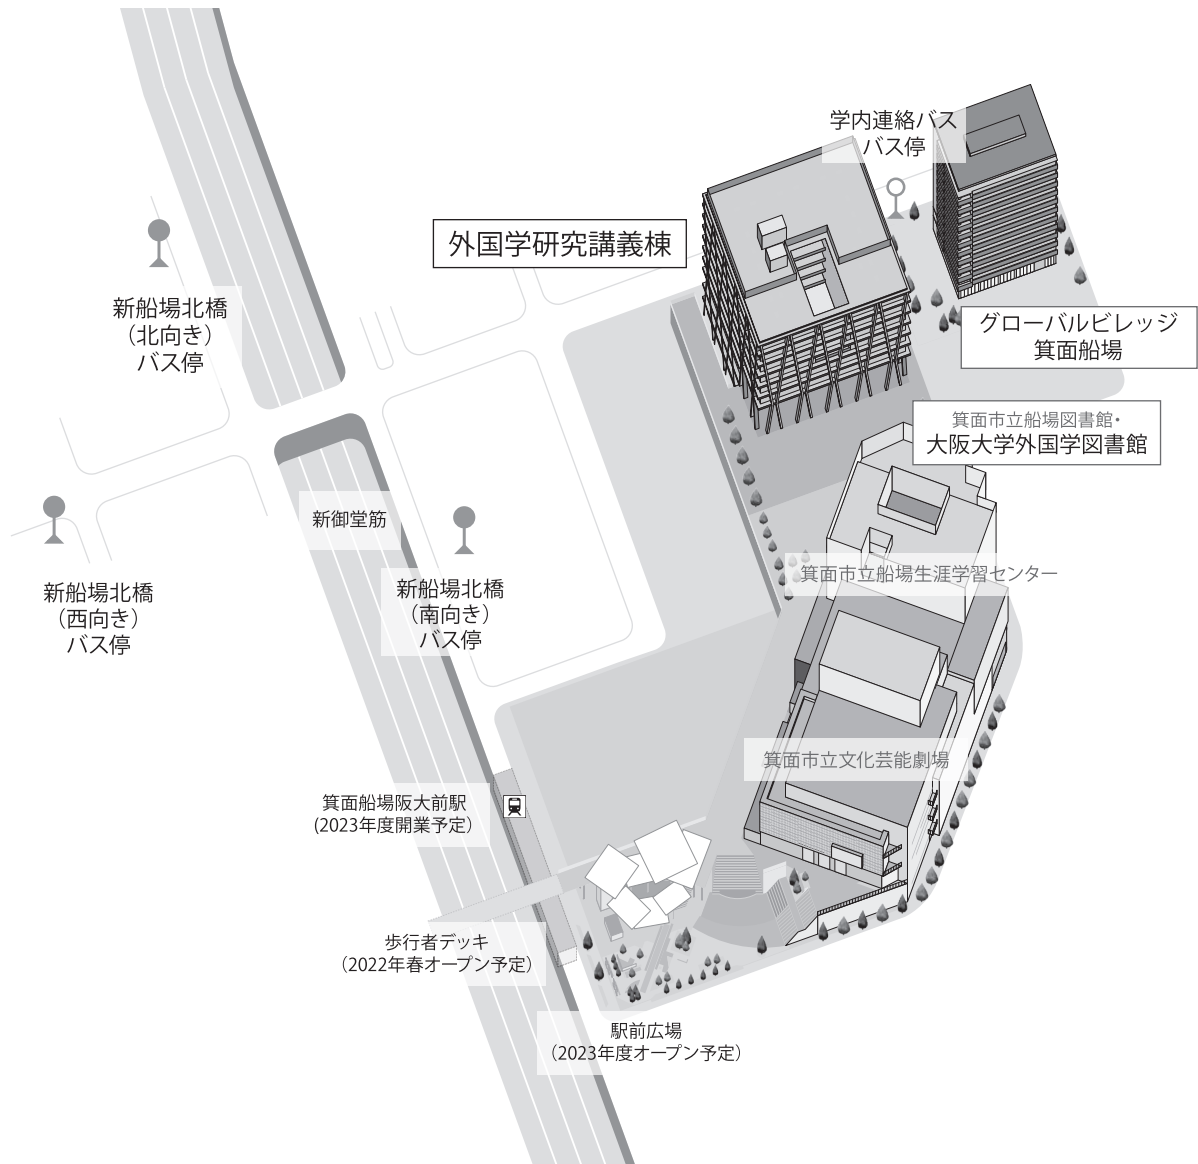 学内連絡バス
バス停
外国学研究講義棟
新船場北橋
（北向き）
バス停
グローバルビレッジ
箕面船場
箕面市立船場図書館・
大阪大学外国学図書館
新御堂筋
箕面市立船場生涯学習センター
新船場北橋
（西向き）
バス停
新船場北橋
（南向き）
バス停
箕面市立文化芸能劇場
箕面船場阪大前駅
(2023年度開業予定）
歩行者デッキ
（2022年春オープン予定）
駅前広場
（2023年度オープン予定）